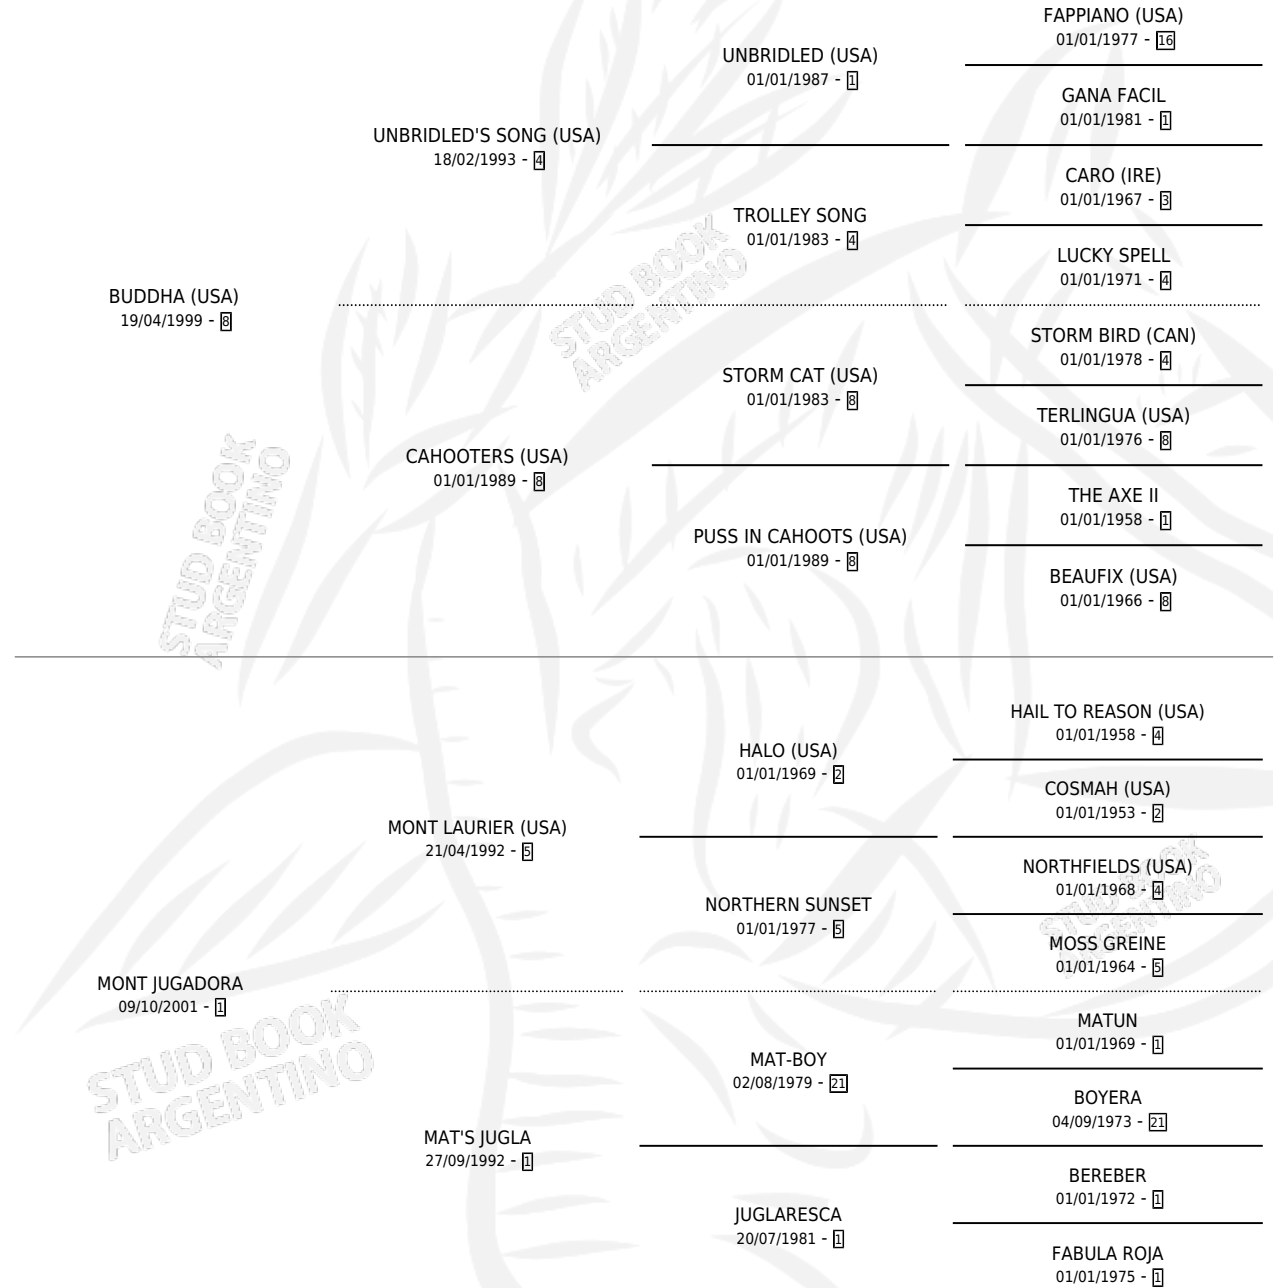 FAPPIANO (USA)
01/01/1977 - 16
UNBRIDLED (USA)
01/01/1987 - 1
GANA FACIL
01/01/1981 - 1
UNBRIDLED'S SONG (USA)
18/02/1993 - 4
CARO (IRE)
01/01/1967 - 3
TROLLEY SONG
01/01/1983 - 4
LUCKY SPELL
01/01/1971 - 4
BUDDHA (USA)
19/04/1999 - 8
STORM BIRD (CAN)
01/01/1978 - 4
STORM CAT (USA)
01/01/1983 - 8
TERLINGUA (USA)
01/01/1976 - 8
CAHOOTERS (USA)
01/01/1989 - 8
THE AXE II
01/01/1958 - 1
PUSS IN CAHOOTS (USA)
01/01/1989 - 8
BEAUFIX (USA)
01/01/1966 - 8
HAIL TO REASON (USA)
01/01/1958 - 4
HALO (USA)
01/01/1969 - 2
COSMAH (USA)
01/01/1953 - 2
MONT LAURIER (USA)
21/04/1992 - 5
NORTHFIELDS (USA)
01/01/1968 - 4
NORTHERN SUNSET
01/01/1977 - 5
MOSS GREINE
01/01/1964 - 5
MONT JUGADORA
09/10/2001 - 1
MATUN
01/01/1969 - 1
MAT-BOY
02/08/1979 - 21
BOYERA
04/09/1973 - 21
MAT'S JUGLA
27/09/1992 - 1
BEREBER
01/01/1972 - 1
JUGLARESCA
20/07/1981 - 1
FABULA ROJA
01/01/1975 - 1
STUD BOOK
ARGENTINO
STUD BOOK
ARGENTINO
STUD BOOK
ARGENTINO
STUD BOOK
ARGENTINO